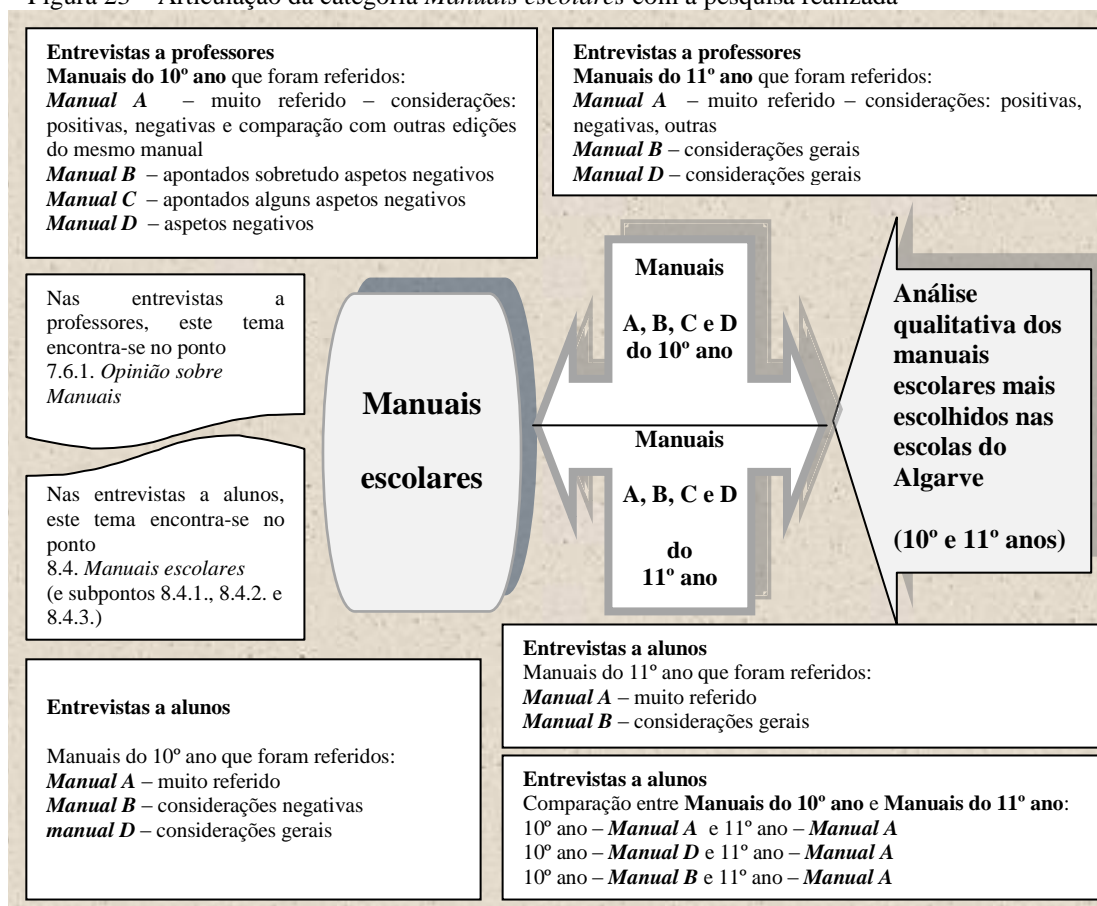 Figura 23 – Articulação da categoria Manuais escolares com a pesquisa realizada
Entrevistas a professores
Manuais do 10º ano que foram referidos:
Manual A – muito referido – considerações:
positivas, negativas e comparação com outras edições
do mesmo manual
Manual B – apontados sobretudo aspetos negativos
Manual C – apontados alguns aspetos negativos
Manual D – aspetos negativos
Entrevistas a professores
Manuais do 11º ano que foram referidos:
Manual A – muito referido – considerações: positivas,
negativas, outras
Manual B – considerações gerais
Manual D – considerações gerais
Nas entrevistas a
professores, este tema
encontra-se no ponto
7.6.1. Opinião sobre
Manuais
Nas entrevistas a alunos,
este tema encontra-se no
ponto
8.4. Manuais escolares
(e subpontos 8.4.1., 8.4.2. e
8.4.3.)
Manuais
escolares
Manuais
A, B, C e D
do 10º ano
Manuais
A, B, C e D
do
11º ano
Análise
qualitativa dos
manuais
escolares mais
escolhidos nas
escolas do
Algarve
(10º e 11º anos)
Entrevistas a alunos
Manuais do 10º ano que foram referidos:
Manual A – muito referido
Manual B – considerações negativas
manual D – considerações gerais
Entrevistas a alunos
Manuais do 11º ano que foram referidos:
Manual A – muito referido
Manual B – considerações gerais
Entrevistas a alunos
Comparação entre Manuais do 10º ano e Manuais do 11º ano:
10º ano – Manual A e 11º ano – Manual A
10º ano – Manual D e 11º ano – Manual A
10º ano – Manual B e 11º ano – Manual A